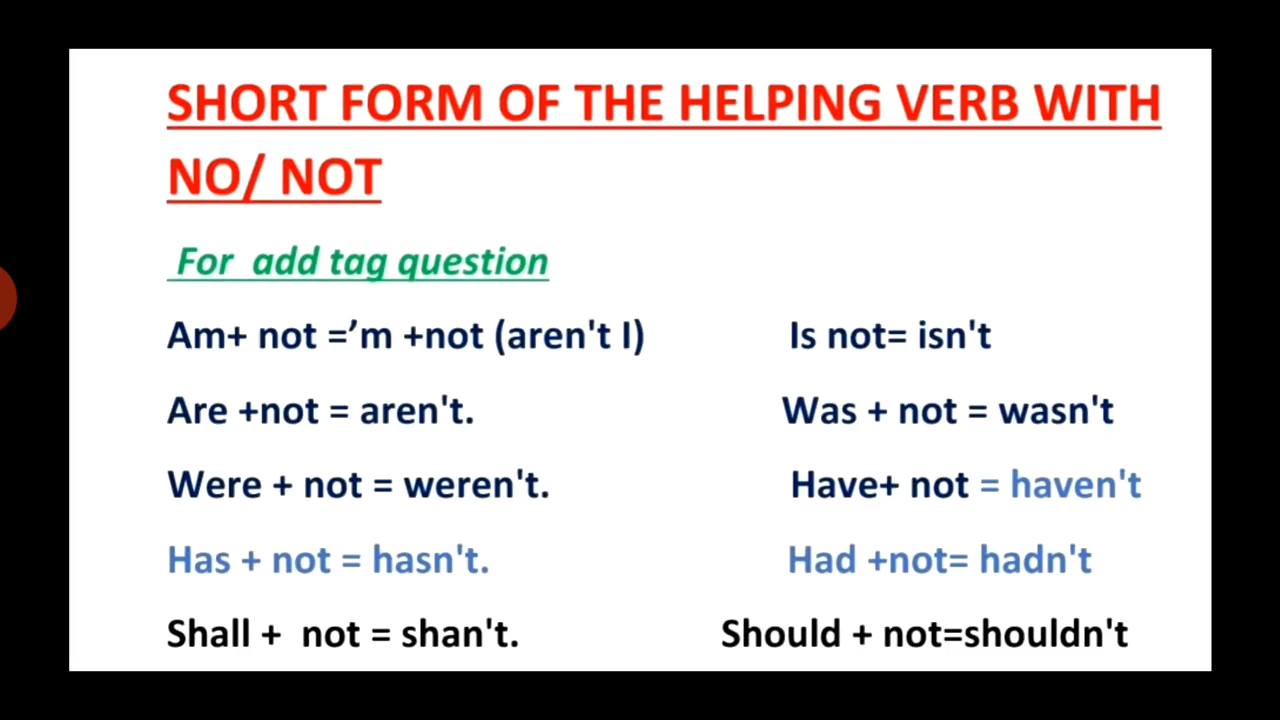 SHORT FORM OF THE HELPING VERB WITH
NO/ NOT
For  add tag question
Am+ not =’m +not (aren't I) Is not= isn't
Are +not = aren't. Was + not = wasn't
Were + not = weren't. Have+ not = haven't
Has + not = hasn't. Had +not= hadn't
Shall +  not = shan't. Should + not=shouldn't